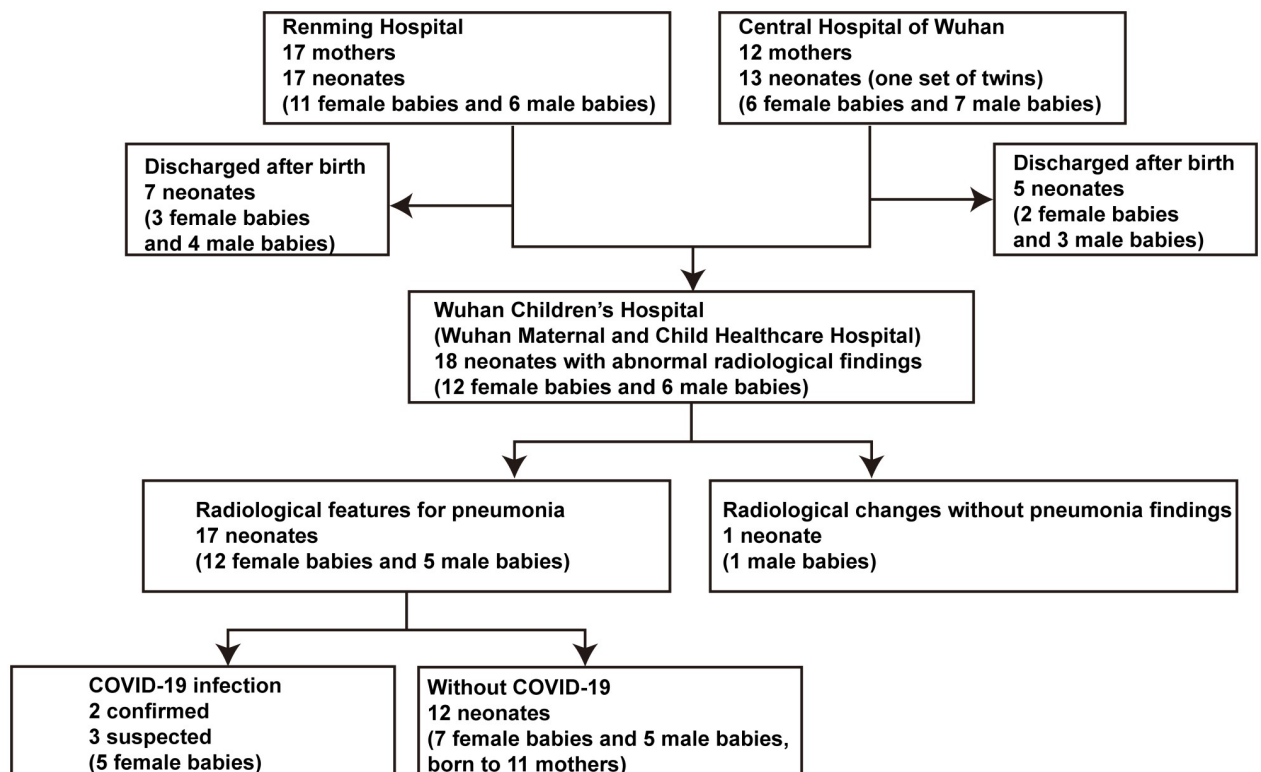 Renming Hospital
17 mothers
17 neonates
(11 female babies and 6 male babies)
Central Hospital of Wuhan
12 mothers
13 neonates (one set of twins)
(6 female babies and 7 male babies)
Discharged after birth
7 neonates
(3 female babies
and 4 male babies)
Discharged after birth
5 neonates
(2 female babies
and 3 male babies)
Wuhan Children’s Hospital
(Wuhan Maternal and Child Healthcare Hospital)
18 neonates with abnormal radiological findings
(12 female babies and 6 male babies)
Radiological features for pneumonia
17 neonates
(12 female babies and 5 male babies)
Radiological changes without pneumonia findings
1 neonate
(1 male babies)
COVID-19 infection
2 confirmed
3 suspected
(5 female babies)
Without COVID-19
12 neonates
(7 female babies and 5 male babies,
born to 11 mothers)